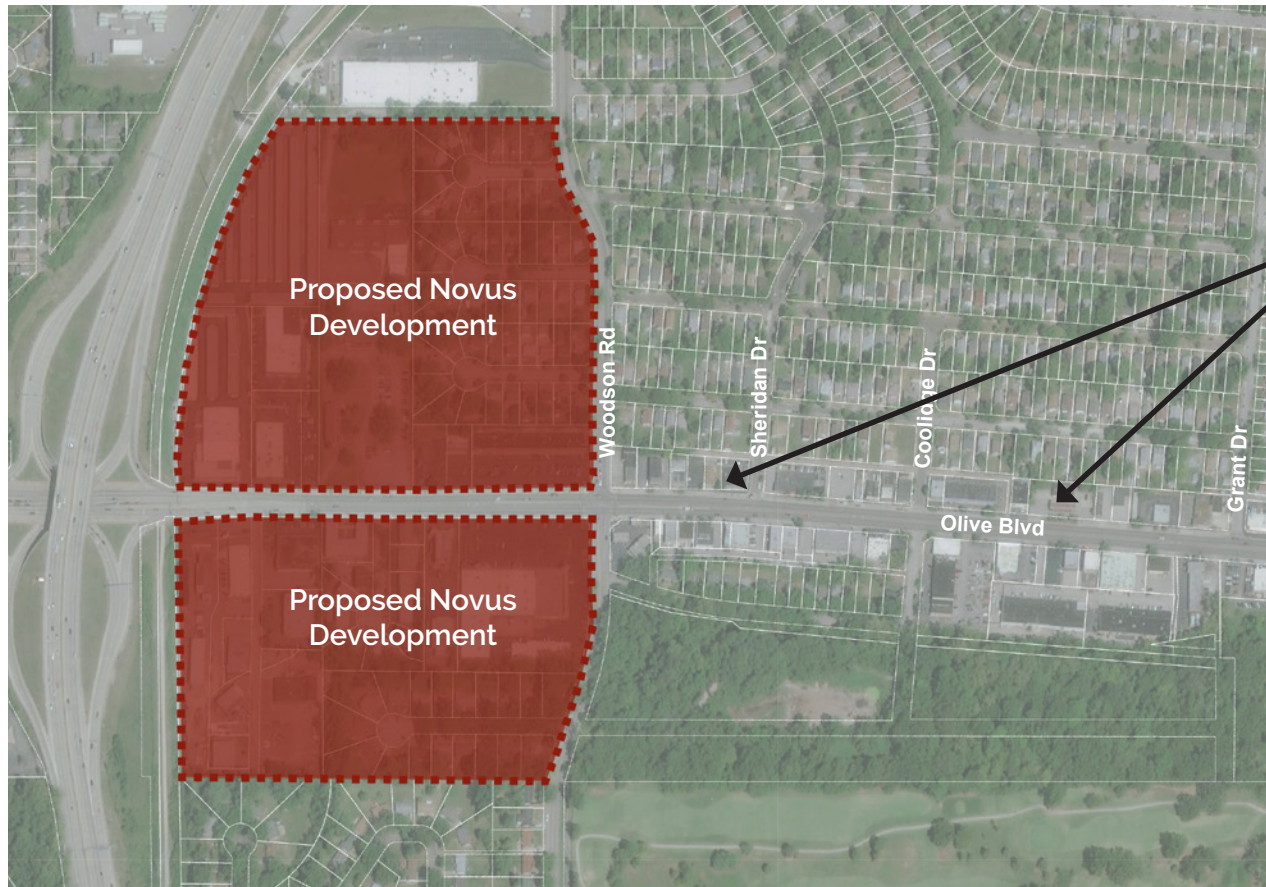 Proposed Novus
Development
Woodson Rd
Sheridan Dr
Coolidge Dr
Grant Dr
Olive Blvd
Proposed Novus
Development